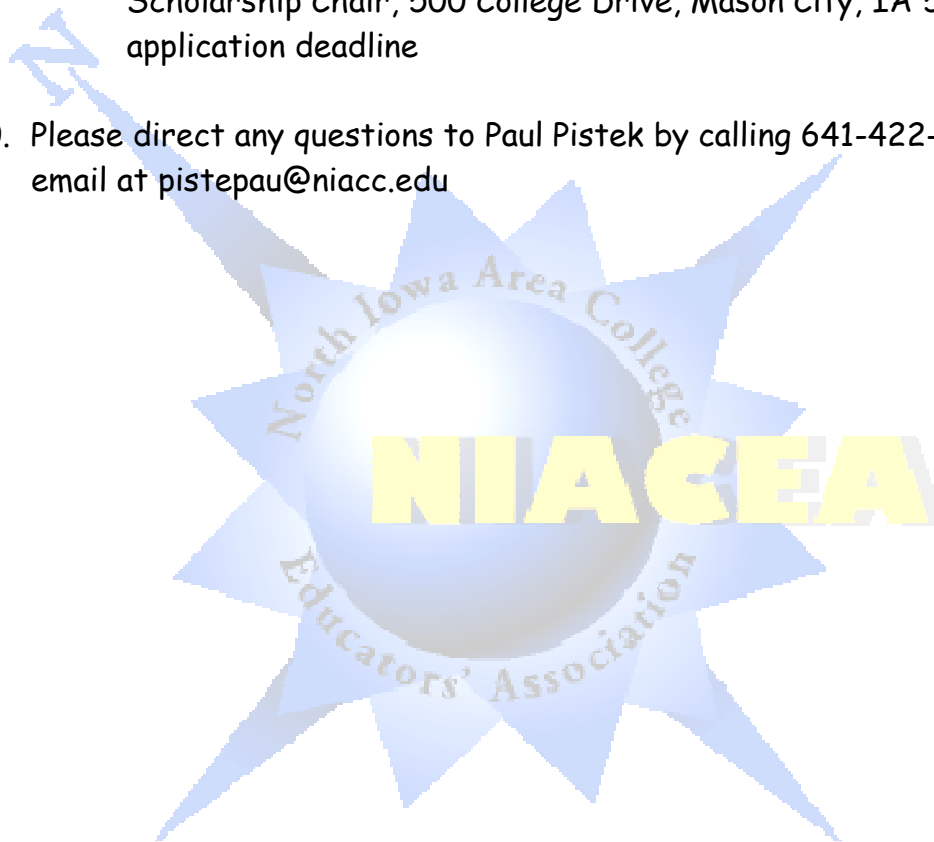 Scholarship Chair, 500 College Drive, Mason City, IA
application deadline
Please direct any questions to Paul Pistek by calling 641-422-
email at pistepau@niacc.edu
N
North Iowa Area College
NIACEA
Educators' Association